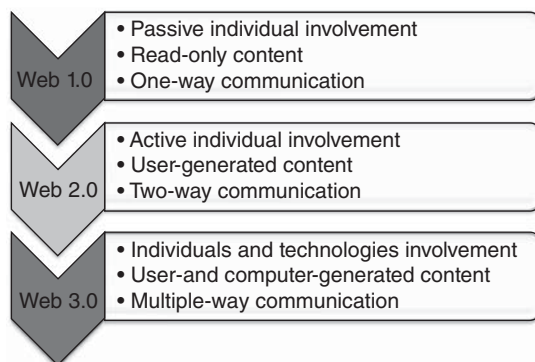 Web 1.0
• Passive individual involvement
• Read-only content
• One-way communication
Web 2.0
• Active individual involvement
• User-generated content
• Two-way communication
Web 3.0
• Individuals and technologies involvement
• User-and computer-generated content
• Multiple-way communication